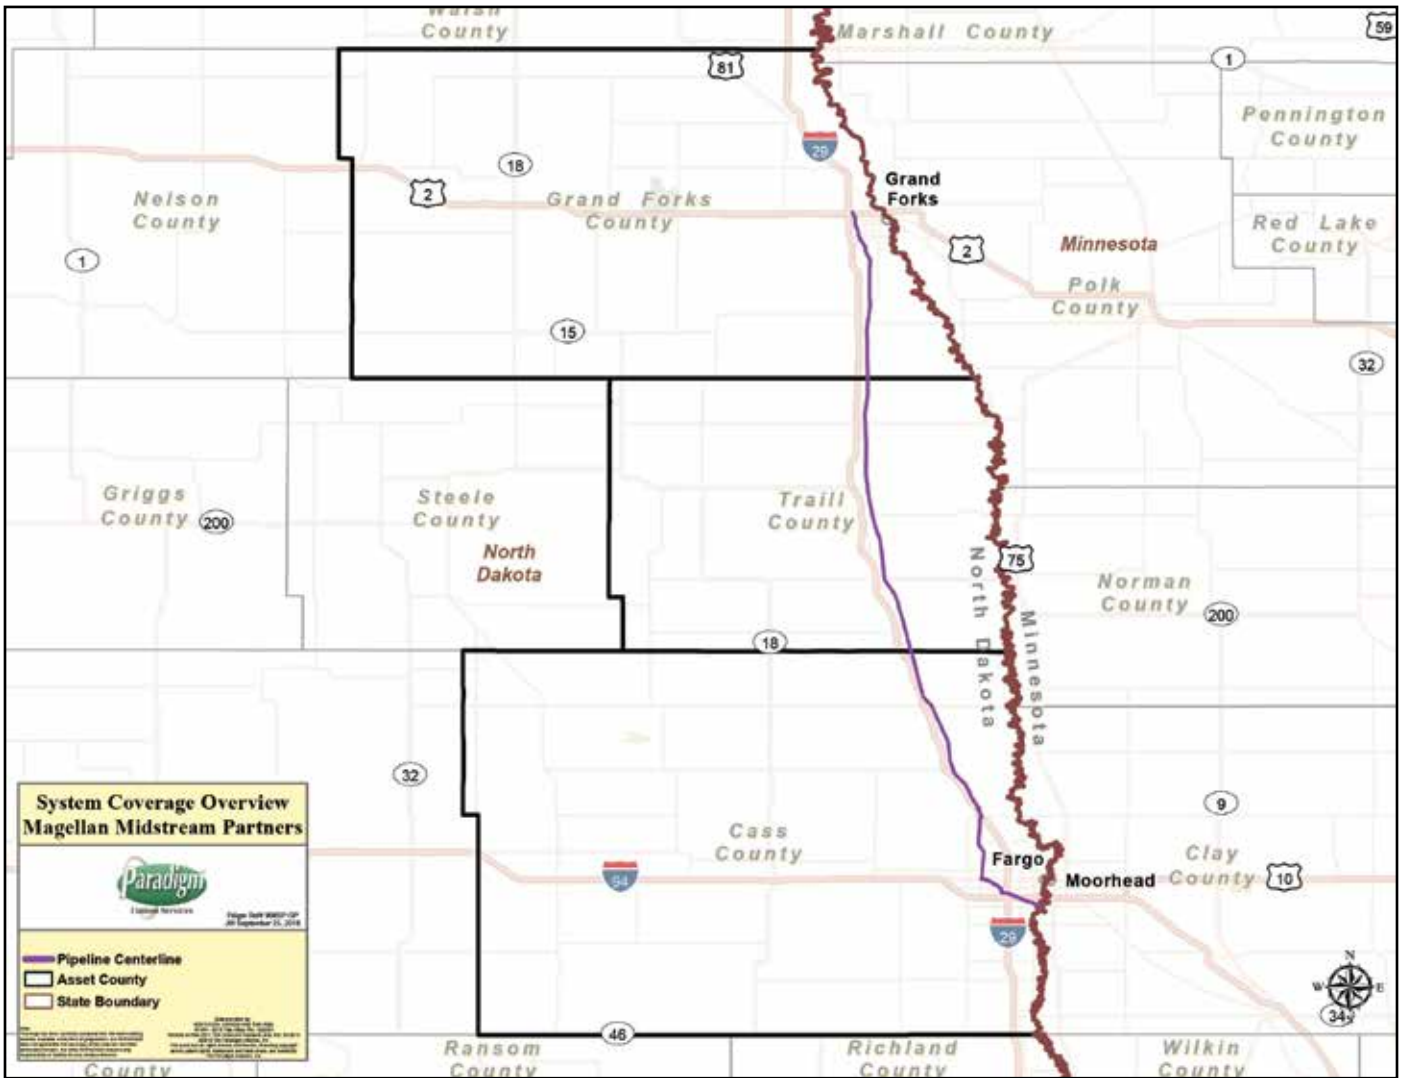 Walsh
County
Marshall County
59
81
1
Pennington
County
29
18
Grand
Forks
2
Nelson
County
Grand Forks
County
Red Lake
County
Minnesota
2
1
Polk
County
15
32
Griggs
County
200
Steele
County
Traill
County
North
Dakota
75
North Dakota
Minnesota
Norman
County
200
18
32
System Coverage Overview
Magellan Midstream Partners
9
Cass
County
Fargo
Clay
County
94
Moorhead
10
Paradigm
29
Pipeline Centerline
Asset County
State Boundary
N
W
E
34
46
County
Ransom
County
Richland
County
Wilkin
County